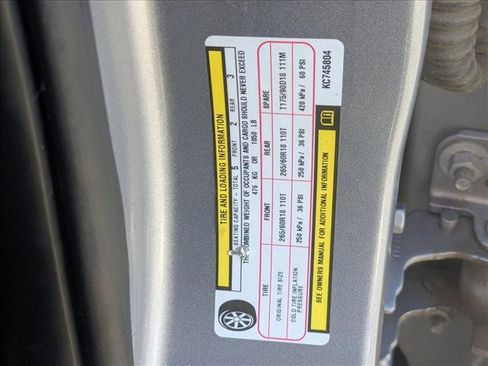 TIRE AND LOADING INFORMATION
SEATING CAPACITY - TOTAL 5 FRONT 2 REAR 3
THE COMBINED WEIGHT OF OCCUPANTS AND CARGO SHOULD NEVER EXCEED
476 KG OR 1050 LB
TIRE FRONT REAR SPARE
ORIGINAL TIRE SIZE 265/60R18 110T 265/60R18 110T T175/90D18 111M
COLD TIRE INFLATION PRESSURE 250 kPa / 36 PSI 250 kPa / 36 PSI 420 kPa / 60 PSI
SEE OWNERS MANUAL FOR ADDITIONAL INFORMATION
KC745804